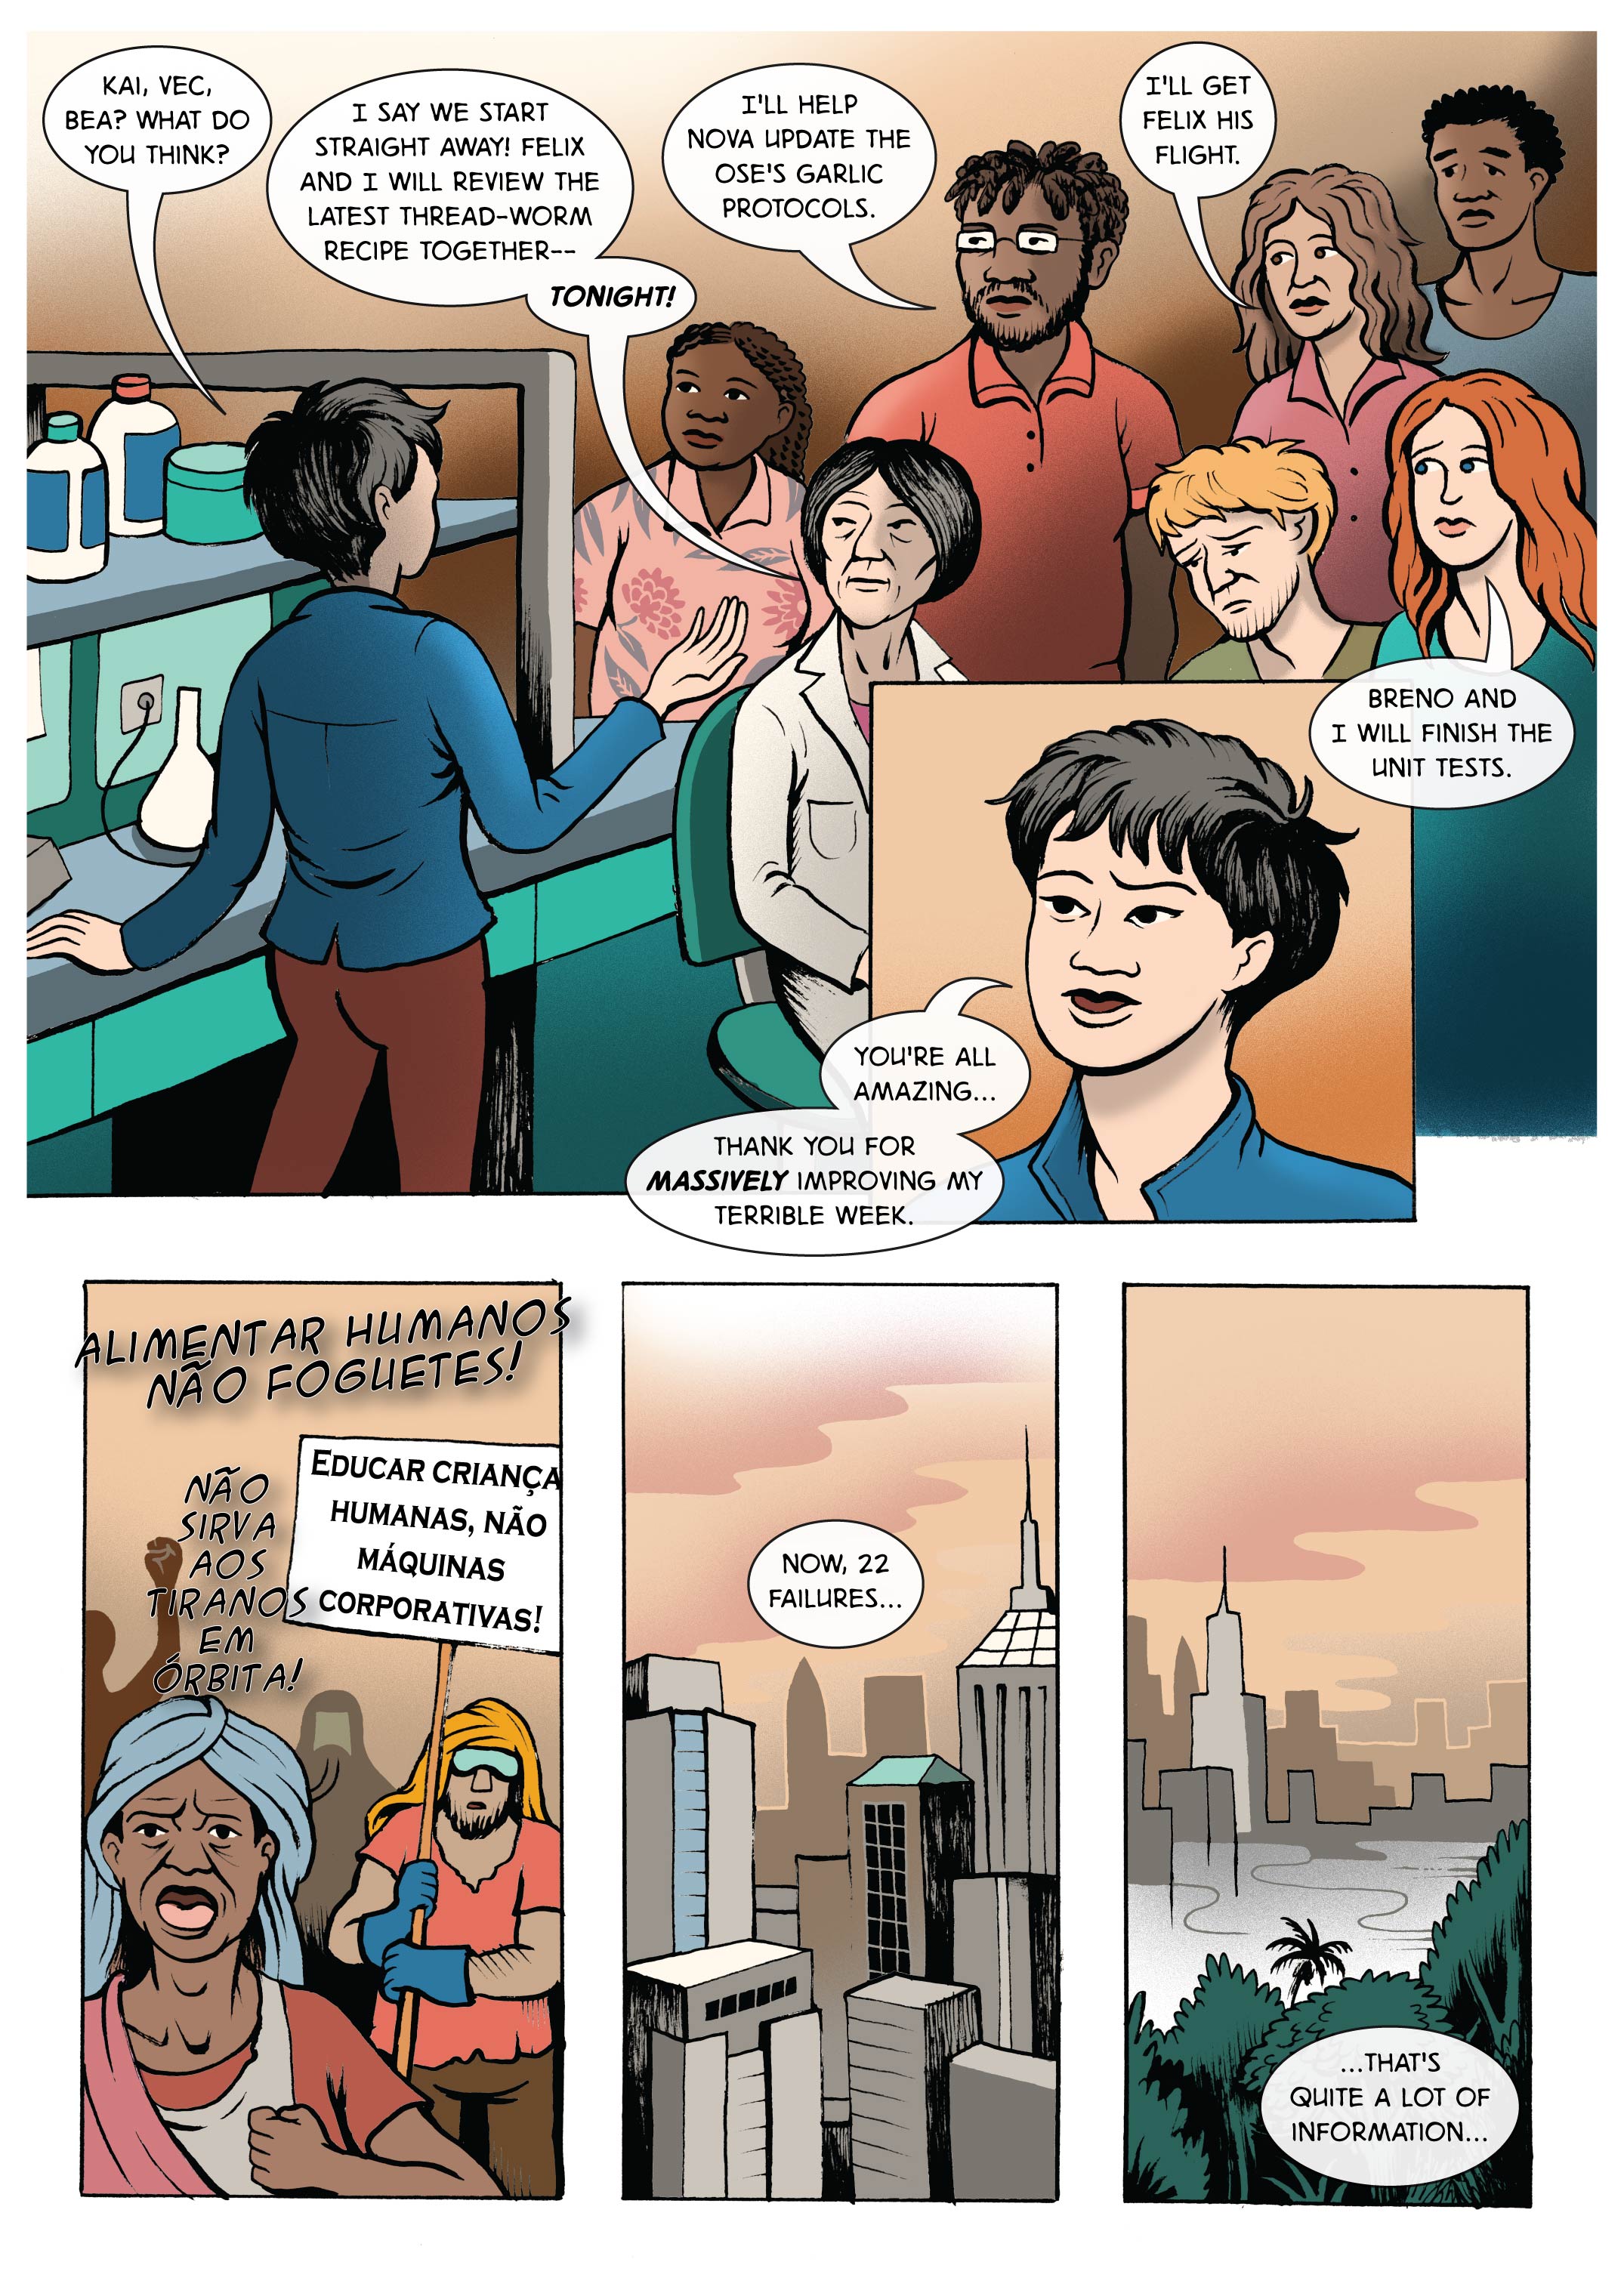 KAI, VEC,
BEA? WHAT DO
YOU THINK?
I SAY WE START
STRAIGHT AWAY! FELIX
AND I WILL REVIEW THE
LATEST THREAD-WORM
RECIPE TOGETHER--
TONIGHT!
I'LL HELP
NOVA UPDATE THE
OSE'S GARLIC
PROTOCOLS.
I'LL GET
FELIX HIS
FLIGHT.
BRENO AND
I WILL FINISH THE
UNIT TESTS.
YOU'RE ALL
AMAZING...
THANK YOU FOR
MASSIVELY IMPROVING MY
TERRIBLE WEEK.
ALIMENTAR HUMANOS
NÃO FOGUETES!
NÃO
SIRVA
AOS
TIRANOS
EM
ÓRBITA!
EDUCAR CRIANÇA
HUMANAS, NÃO
MÁQUINAS
CORPORATIVAS!
NOW, 22
FAILURES...
...THAT'S
QUITE A LOT OF
INFORMATION...